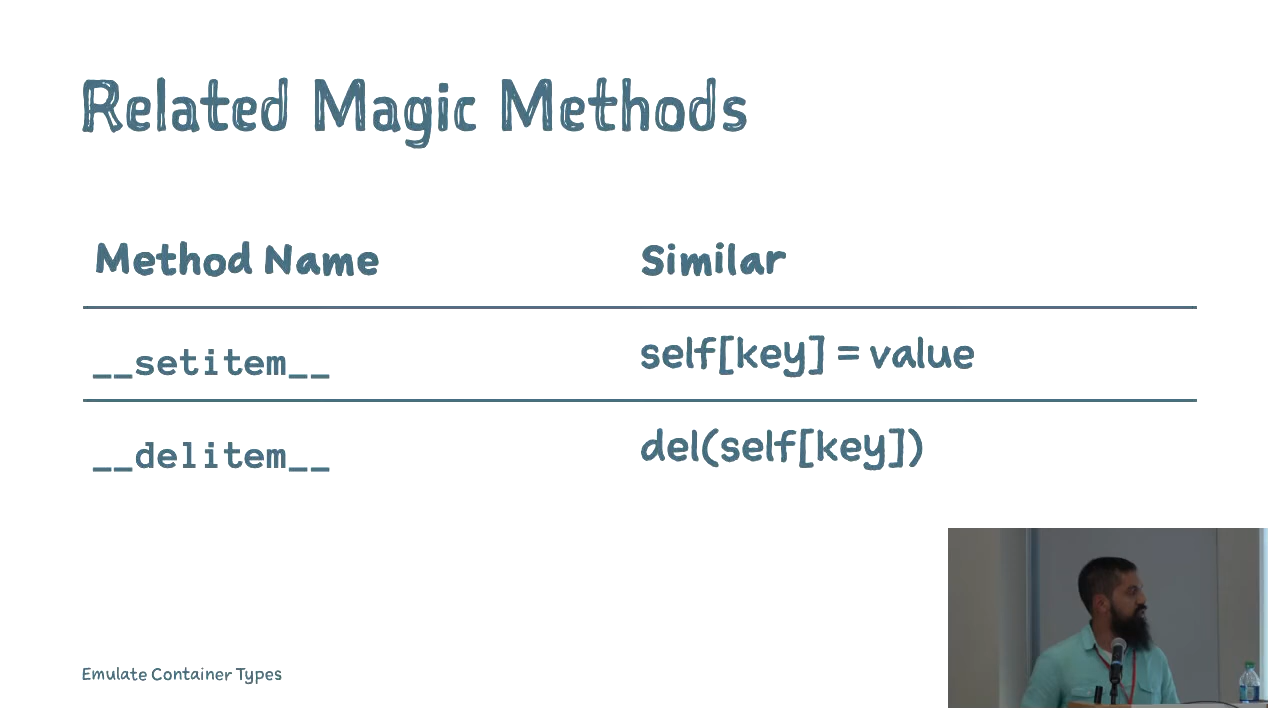 Related Magic Methods
Method Name Similar
__setitem__ self[key] = value
__delitem__ del(self[key])
Emulate Container Types